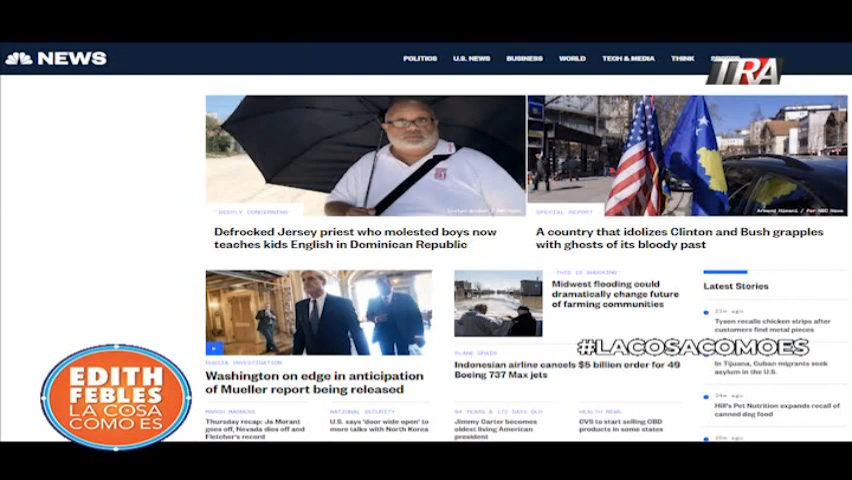 NEWS
POLITICS
U.S. NEWS
BUSINESS
WORLD
TECH & MEDIA
THINK
'DEEPLY CONCERNING'
Defrocked Jersey priest who molested boys now
teaches kids English in Dominican Republic
SPECIAL REPORT
A country that idolizes Clinton and Bush grapples
with ghosts of its bloody past
RUSSIA INVESTIGATION
Washington on edge in anticipation
of Mueller report being released
'THIS IS SHOCKING'
Midwest flooding could
dramatically change future
of farming communities
PLANE DRAIN
Indonesian airline cancels $5 billion order for 49
Boeing 737 Max jets
Latest Stories
21m ago
Tyson recalls chicken strips after
customers find metal pieces
#LACOSACOMOES
In Tijuana, Cuban migrants seek
asylum in the U.S.
Hill's Pet Nutrition expands recall of
canned dog food
MARCH MADNESS
Thursday recap: Ja Morant
goes off, Nevada dies off and
Fletcher's record
NATIONAL SECURITY
U.S. says 'door wide open' to
more talks with North Korea
94 YEARS & 172 DAYS OLD
Jimmy Carter becomes
oldest living American
president
HEALTH NEWS
CVS to start selling CBD
products in some states
EDITH
FEBLES
LA COSA
COMO ES